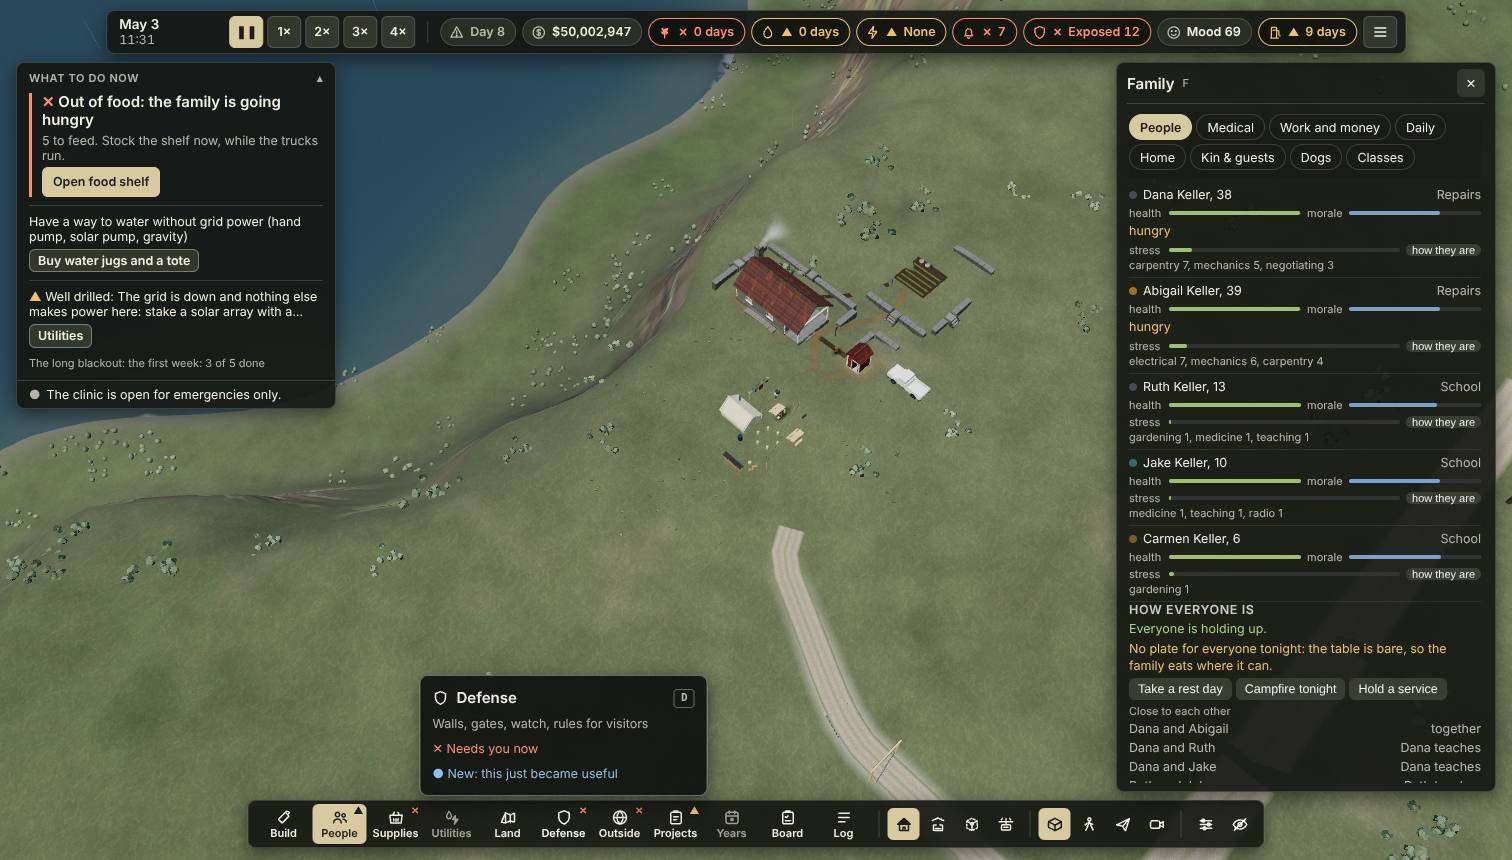 May 3
11:31
1×
2×
3×
4×
Day 8
$50,002,947
× 0 days
▲ 0 days
▲ None
× 7
× Exposed 12
Mood 69
▲ 9 days
WHAT TO DO NOW
× Out of food: the family is going
hungry
5 to feed. Stock the shelf now, while the trucks
run.
Open food shelf
Have a way to water without grid power (hand
pump, solar pump, gravity)
Buy water jugs and a tote
▲ Well drilled: The grid is down and nothing else
makes power here: stake a solar array with a...
Utilities
The long blackout: the first week: 3 of 5 done
The clinic is open for emergencies only.
Family F
×
People
Medical
Work and money
Daily
Home
Kin & guests
Dogs
Classes
Dana Keller, 38 Repairs
health morale
hungry
stress how they are
carpentry 7, mechanics 5, negotiating 3
Abigail Keller, 39 Repairs
health morale
hungry
stress how they are
electrical 7, mechanics 6, carpentry 4
Ruth Keller, 13 School
health morale
stress how they are
gardening 1, medicine 1, teaching 1
Jake Keller, 10 School
health morale
stress how they are
medicine 1, teaching 1, radio 1
Carmen Keller, 6 School
health morale
stress how they are
gardening 1
HOW EVERYONE IS
Everyone is holding up.
No plate for everyone tonight: the table is bare, so the
family eats where it can.
Take a rest day
Campfire tonight
Hold a service
Close to each other
Dana and Abigail together
Dana and Ruth Dana teaches
Dana and Jake Dana teaches
Defense D
Walls, gates, watch, rules for visitors
× Needs you now
New: this just became useful
Build
People
Supplies
Utilities
Land
Defense
Outside
Projects
Years
Board
Log